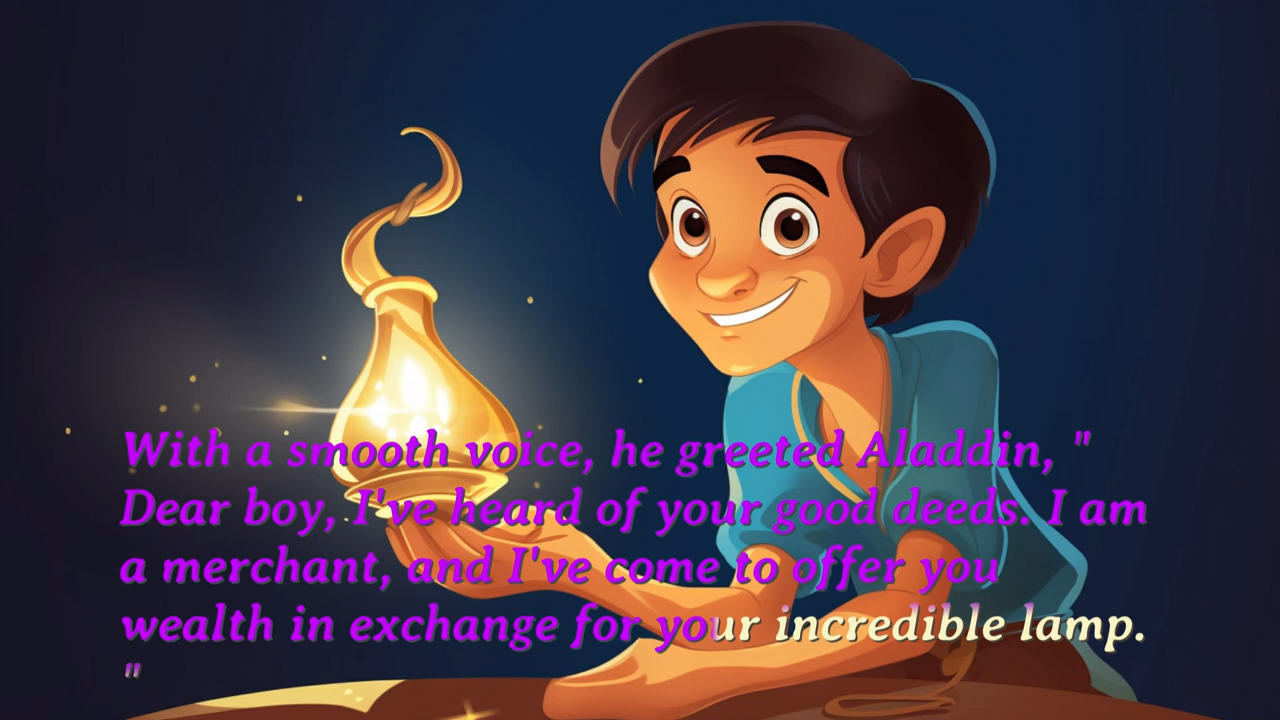 With a smooth voice, he greeted Aladdin, "
Dear boy, I've heard of your good deeds. I am
a merchant, and I've come to offer you
wealth in exchange for your incredible lamp.
"